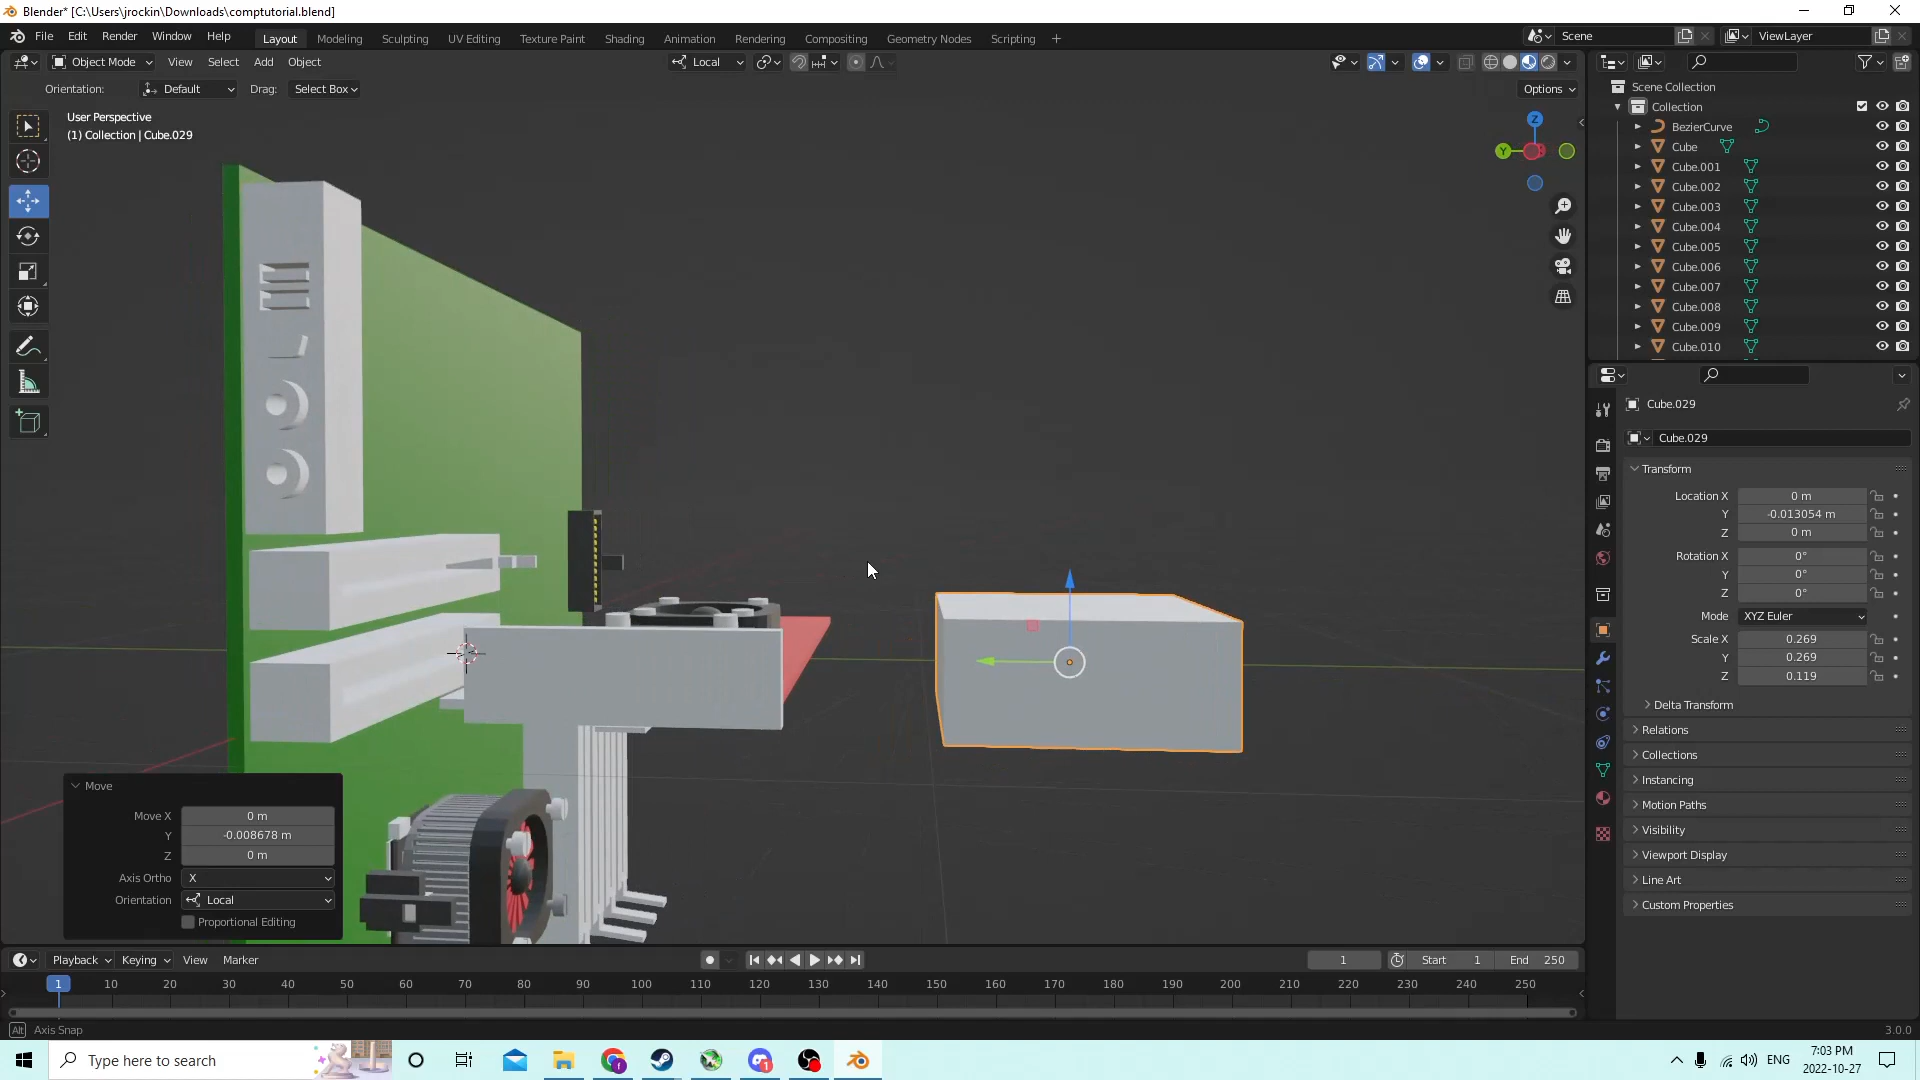 Blender* [C:\Users\jrockin\Downloads\comptutorial.blend]
File Edit Render Window Help Layout Modeling Sculpting UV Editing Texture Paint Shading Animation Rendering Compositing Geometry Nodes Scripting + Scene ViewLayer
Object Mode View Select Add Object Local
Orientation: Default Drag: Select Box Options
User Perspective
(1) Collection | Cube.029
Z
Y
Scene Collection
Collection
BezierCurve
Cube
Cube.001
Cube.002
Cube.003
Cube.004
Cube.005
Cube.006
Cube.007
Cube.008
Cube.009
Cube.010
Cube.029
Cube.029
Transform
Location X 0 m
Y -0.013054 m
Z 0 m
Rotation X 0°
Y 0°
Z 0°
Mode XYZ Euler
Scale X 0.269
Y 0.269
Z 0.119
Delta Transform
Relations
Collections
Instancing
Motion Paths
Visibility
Viewport Display
Line Art
Custom Properties
Move
Move X 0 m
Y -0.008678 m
Z 0 m
Axis Ortho X
Orientation Local
Proportional Editing
Playback Keying View Marker 1 Start 1 End 250
1 10 20 30 40 50 60 70 80 90 100 110 120 130 140 150 160 170 180 190 200 210 220 230 240 250
Alt Axis Snap 3.0.0
Type here to search ENG 7:03 PM
2022-10-27